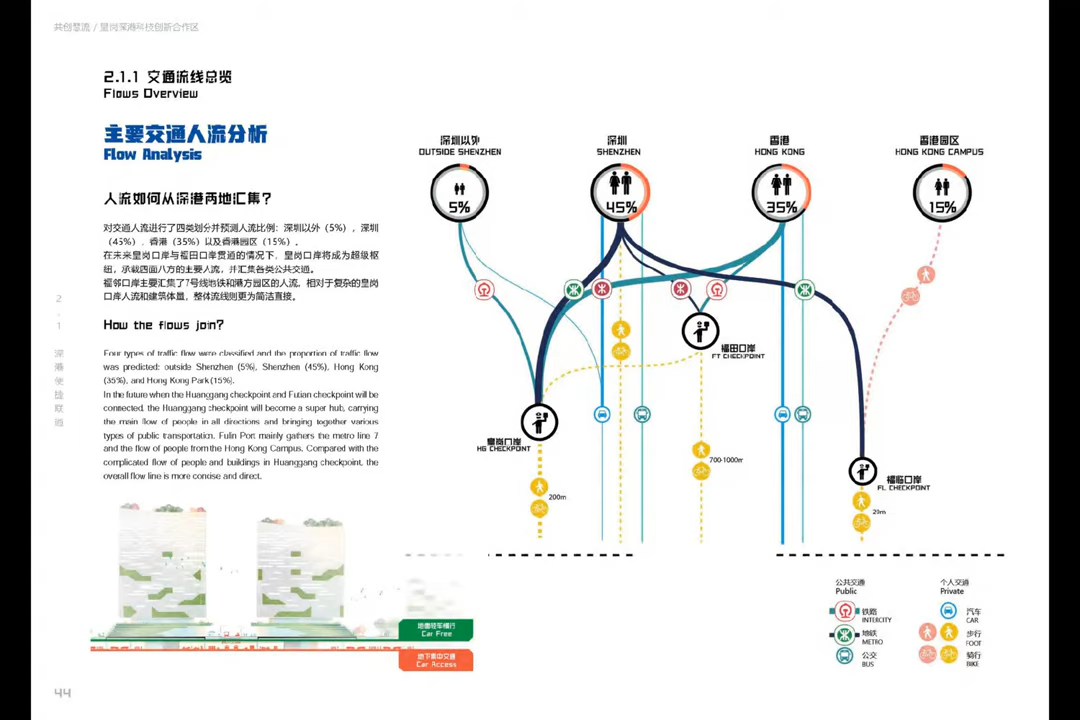 共创慧流 / 皇岗深港科技创新合作区
2.1.1 交通流线总览
Flows Overview
主要交通人流分析
Flow Analysis
人流如何从深港两地汇集？
对交通人流进行了四类划分并预测人流比例：深圳以外（5%），深圳
（45%）、香港（35%）以及香港园区（15%）。
在未来皇岗口岸与福田口岸贯通的情况下，皇岗口岸将成为超级枢
纽，承载四面八方的主要人流，并汇集各类公共交通。
福邻口岸主要汇集了7号线地铁和港方园区的人流，相对于复杂的皇岗
口岸人流和建筑体量，整体流线则更为简洁直接。
How the flows join?
Four types of traffic flow were classified and the proportion of traffic flow
was predicted: outside Shenzhen (5%), Shenzhen (45%), Hong Kong
(35%), and Hong Kong Park (15%).
In the future when the Huanggang checkpoint and Futian checkpoint will be
connected, the Huanggang checkpoint will become a super hub, carrying
the main flow of people in all directions and bringing together various
types of public transportation. Fulin Port mainly gathers the metro line 7
and the flow of people from the Hong Kong Campus. Compared with the
complicated flow of people and buildings in Huanggang checkpoint, the
overall flow line is more concise and direct.
2.1
深港便捷联通
深圳以外
OUTSIDE SHENZHEN
5%
深圳
SHENZHEN
45%
香港
HONG KONG
35%
香港园区
HONG KONG CAMPUS
15%
福田口岸
FT CHECKPOINT
皇岗口岸
HG CHECKPOINT
福临口岸
FL CHECKPOINT
200m
700-1000m
20m
地面轻车慢行
Car Free
地下集中交通
Car Access
公共交通
Public
铁路
INTERCITY
地铁
METRO
公交
BUS
个人交通
Private
汽车
CAR
步行
FOOT
骑行
BIKE
44